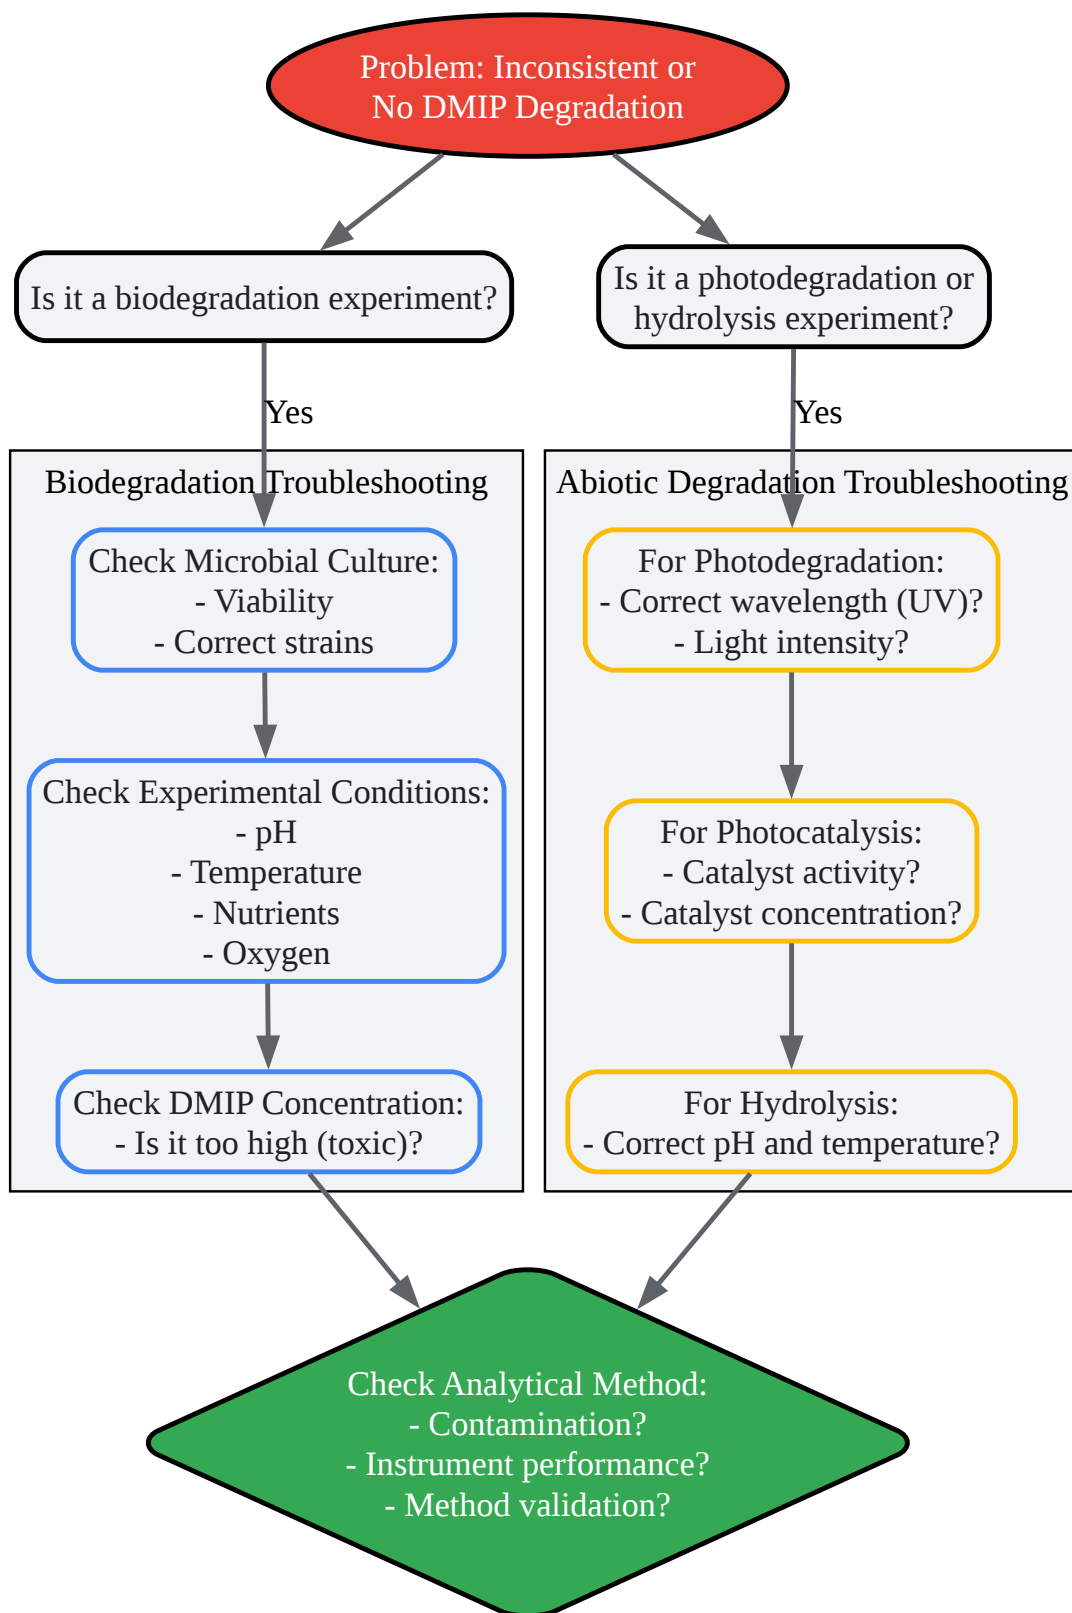 Problem: Inconsistent or
No DMIP Degradation
Is it a biodegradation experiment?
Is it a photodegradation or
hydrolysis experiment?
Yes
Yes
Biodegradation Troubleshooting
Check Microbial Culture:
- Viability
- Correct strains
Check Experimental Conditions:
- pH
- Temperature
- Nutrients
- Oxygen
Check DMIP Concentration:
- Is it too high (toxic)?
Abiotic Degradation Troubleshooting
For Photodegradation:
- Correct wavelength (UV)?
- Light intensity?
For Photocatalysis:
- Catalyst activity?
- Catalyst concentration?
For Hydrolysis:
- Correct pH and temperature?
Check Analytical Method:
- Contamination?
- Instrument performance?
- Method validation?